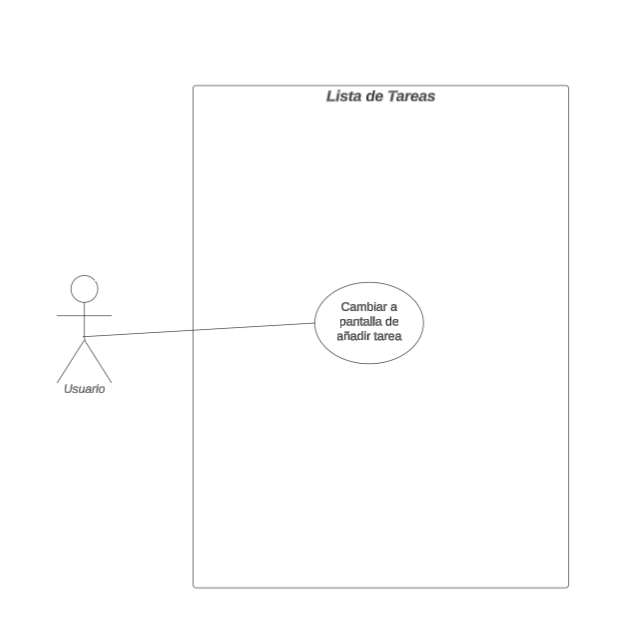 Lista de Tareas
Cambiar a
pantalla de
añadir tarea
Usuario